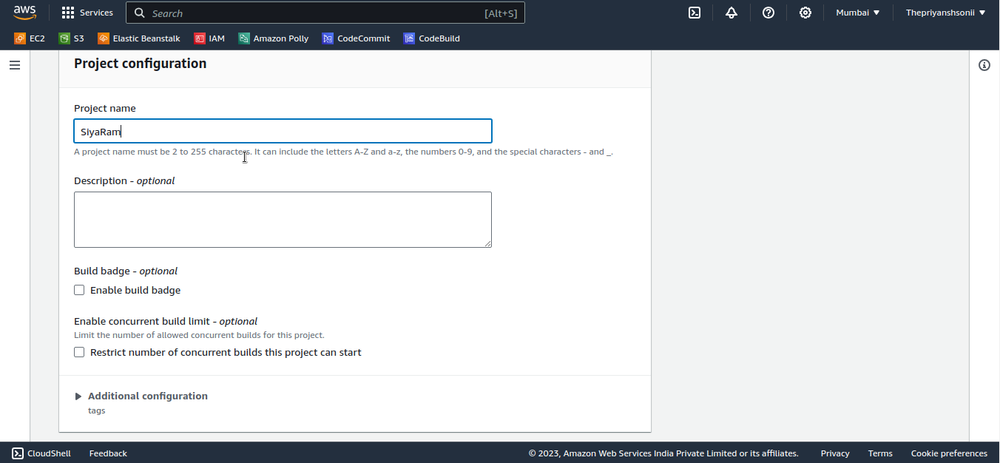 aws Services Search [Alt+S] Mumbai Thepriyanshsonii
EC2 S3 Elastic Beanstalk IAM Amazon Polly CodeCommit CodeBuild
Project configuration
Project name
SiyaRam
A project name must be 2 to 255 characters. It can include the letters A-Z and a-z, the numbers 0-9, and the special characters - and _.
Description - optional
Build badge - optional
Enable build badge
Enable concurrent build limit - optional
Limit the number of allowed concurrent builds for this project.
Restrict number of concurrent builds this project can start
Additional configuration
tags
CloudShell Feedback © 2023, Amazon Web Services India Private Limited or its affiliates. Privacy Terms Cookie preferences